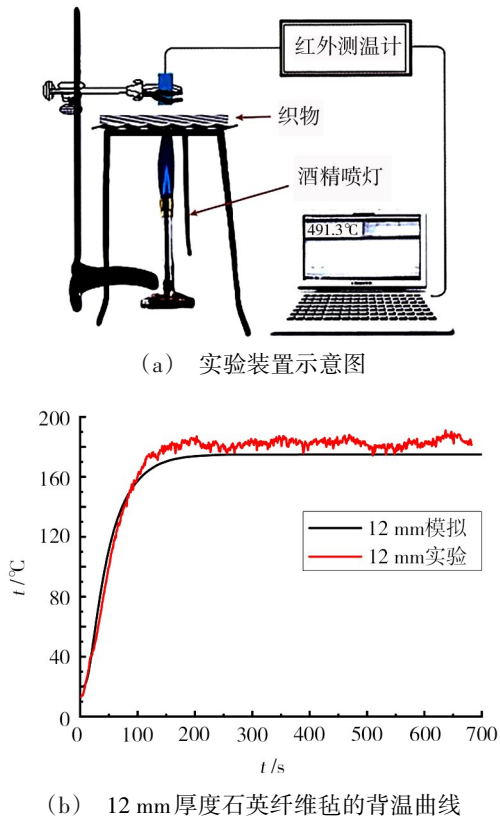 红外测温计
织物
酒精喷灯
491.3℃
(a) 实验装置示意图
200
160
120
80
40
0
t/℃
12 mm模拟
12 mm实验
0 100 200 300 400 500 600 700
t/s
(b) 12 mm厚度石英纤维毡的背温曲线